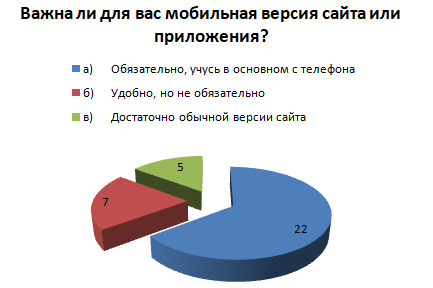 Важна ли для вас мобильная версия сайта или
приложения?
а) Обязательно, учусь в основном с телефона
б) Удобно, но не обязательно
в) Достаточно обычной версии сайта
5
7
22